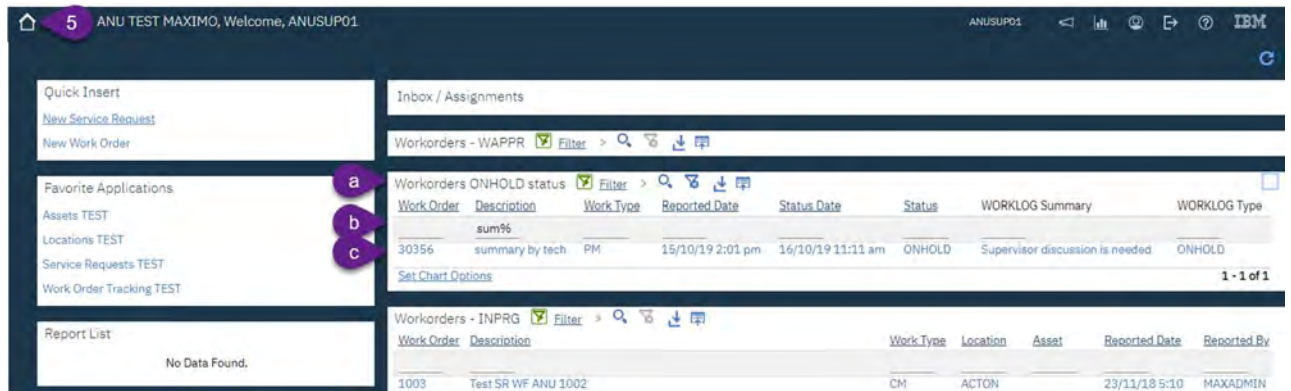 5 ANU TEST MAXIMO, Welcome, ANUSUP01 ANUSUP01 IBM
Quick Insert
New Service Request
New Work Order
Favorite Applications
Assets TEST
Locations TEST
Service Requests TEST
Work Order Tracking TEST
Report List
No Data Found.
Inbox / Assignments
Workorders - WAPPR Filter >
a Workorders ONHOLD status Filter >
Work Order Description Work Type Reported Date Status Date Status WORKLOG Summary WORKLOG Type
b sum%
c 30356 summary by tech PM 15/10/19 2:01 pm 16/10/19 11:11 am ONHOLD Supervisor discussion is needed ONHOLD
Set Chart Options 1 - 1 of 1
Workorders - INPRG Filter >
Work Order Description Work Type Location Asset Reported Date Reported By
1003 Test SR WF ANU 1002 CM ACTON 23/11/18 5:10 MAXADMIN